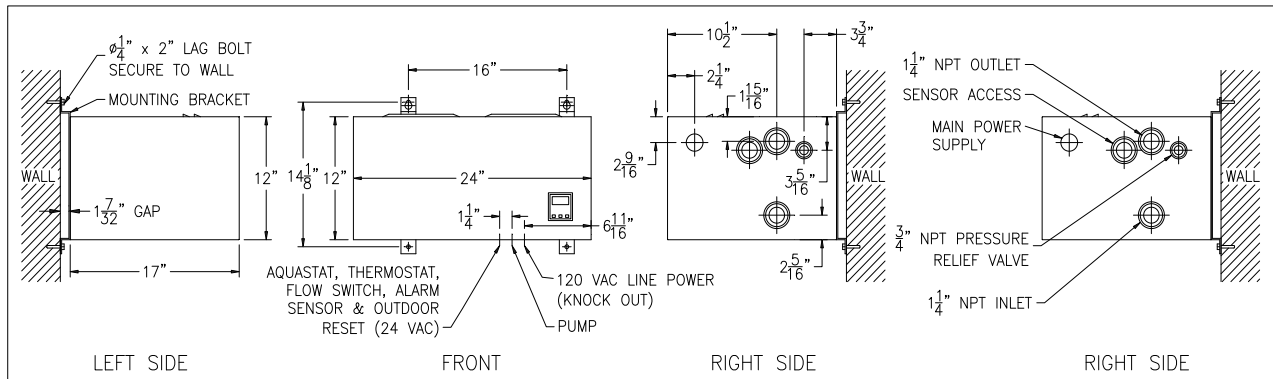 ø1/4" x 2" LAG BOLT
SECURE TO WALL
MOUNTING BRACKET
WALL
12"
1 7/32" GAP
17"
LEFT SIDE
16"
14 1/8"
12"
24"
1 1/4"
6 11/16"
AQUASTAT, THERMOSTAT,
FLOW SWITCH, ALARM
SENSOR & OUTDOOR
RESET (24 VAC)
120 VAC LINE POWER
(KNOCK OUT)
PUMP
FRONT
10 1/2"
3 3/4"
2 1/4"
1 15/16"
2 9/16"
3 5/16"
WALL
2 5/16"
RIGHT SIDE
1 1/4" NPT OUTLET
SENSOR ACCESS
MAIN POWER
SUPPLY
WALL
3/4" NPT PRESSURE
RELIEF VALVE
1 1/4" NPT INLET
RIGHT SIDE